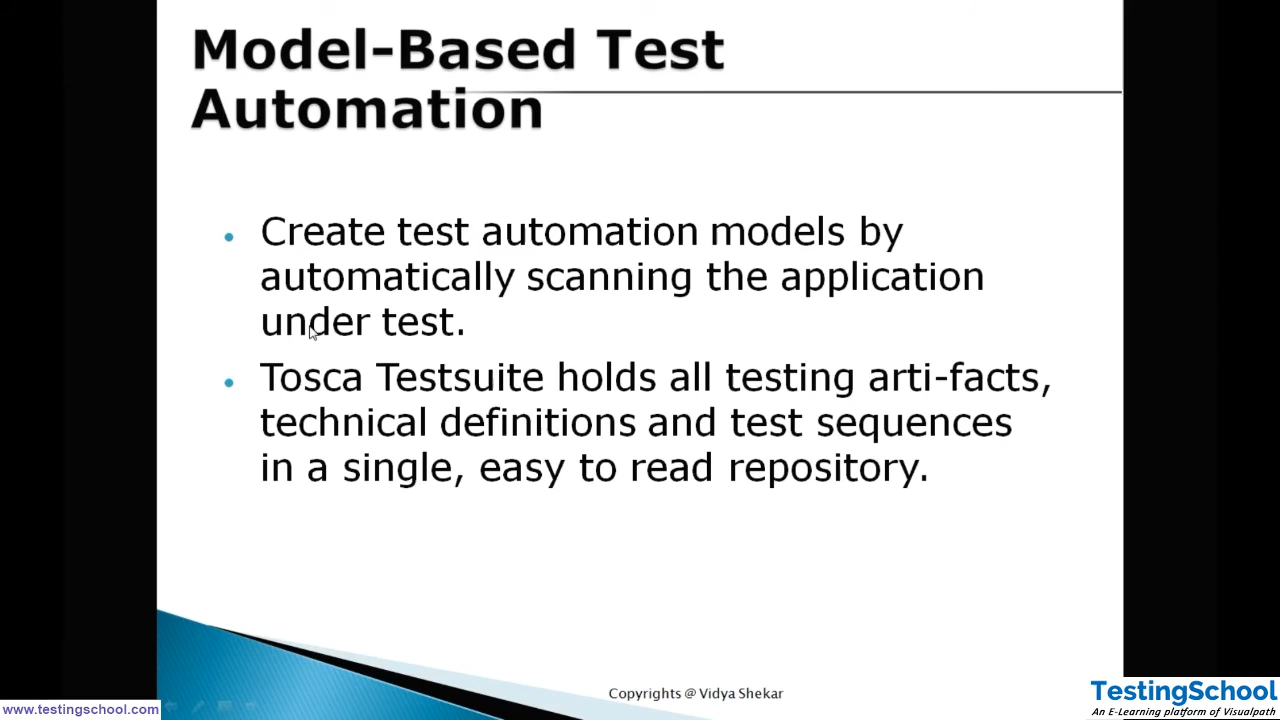 Model-Based Test
Automation
Create test automation models by
automatically scanning the application
under test.
Tosca Testsuite holds all testing arti-facts,
technical definitions and test sequences
in a single, easy to read repository.
Copyrights @ Vidya Shekar
www.testingschool.com
TestingSchool
An E-Learning platform of Visualpath